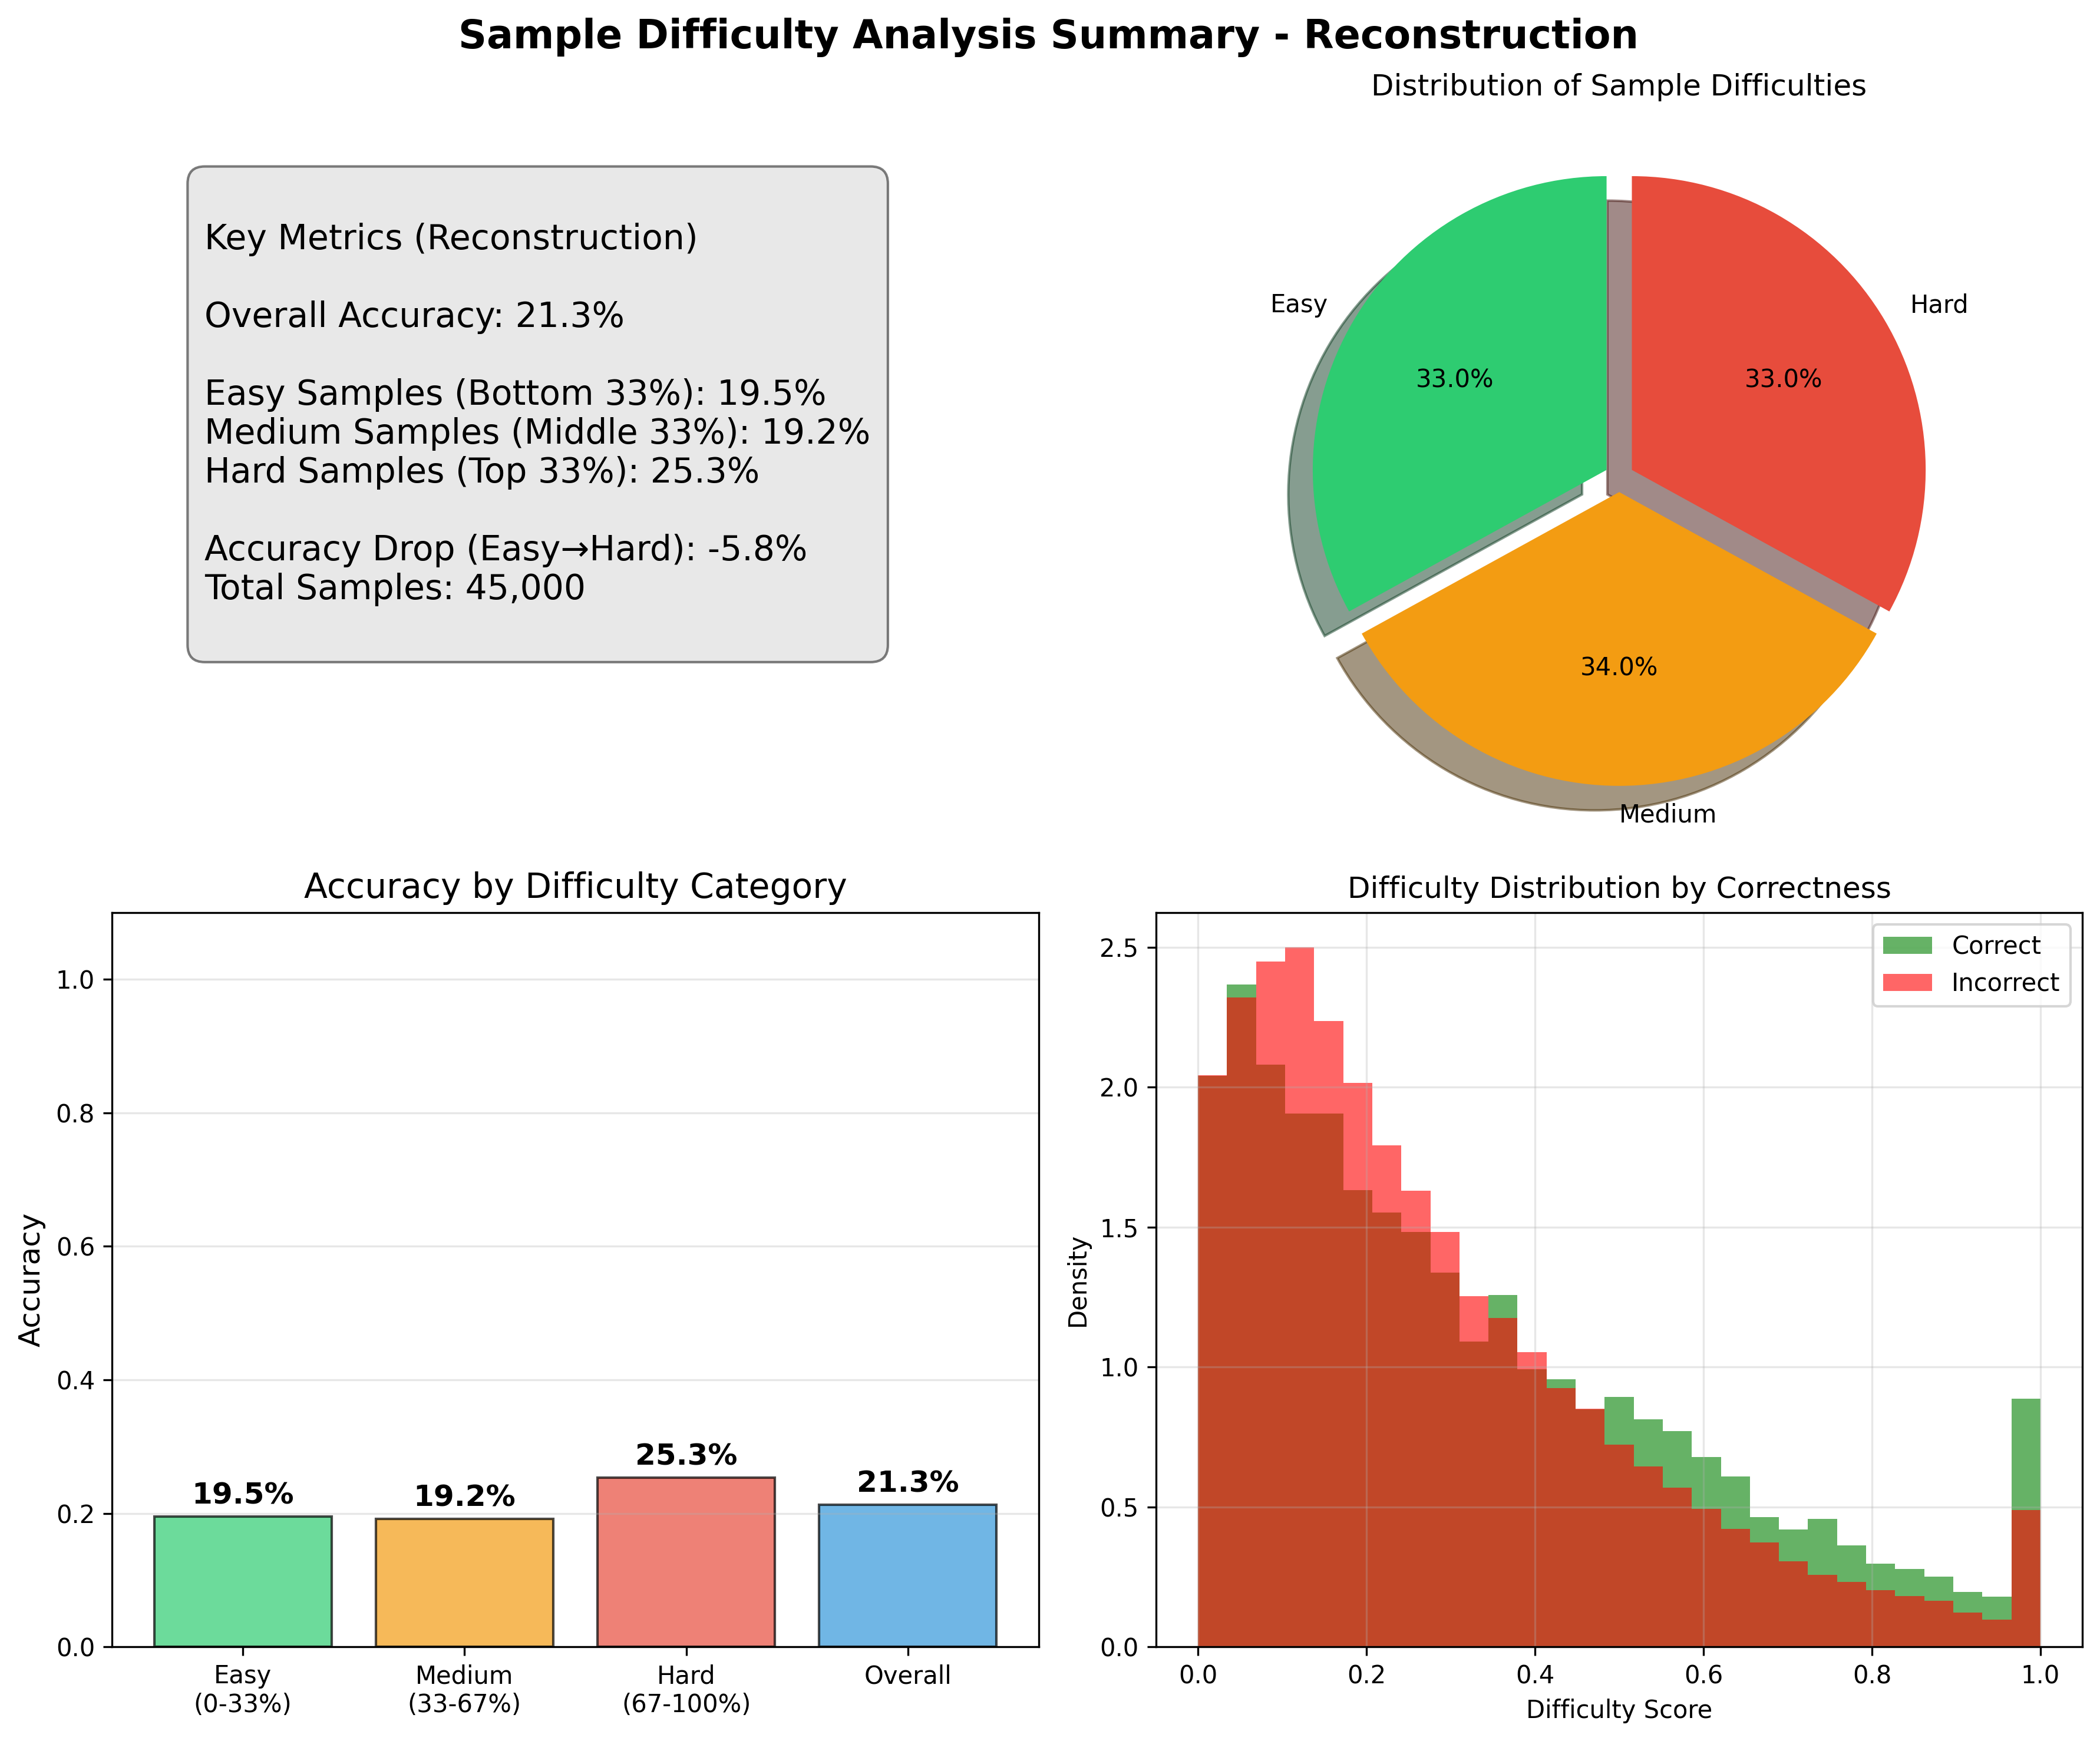 Sample Difficulty Analysis Summary - Reconstruction
Key Metrics (Reconstruction)
Overall Accuracy: 21.3%
Easy Samples (Bottom 33%): 19.5%
Medium Samples (Middle 33%): 19.2%
Hard Samples (Top 33%): 25.3%
Accuracy Drop (Easy→Hard): -5.8%
Total Samples: 45,000
Distribution of Sample Difficulties
Easy
Hard
33.0%
33.0%
34.0%
Medium
Accuracy by Difficulty Category
Accuracy
1.0
0.8
0.6
0.4
0.2
0.0
19.5%
19.2%
25.3%
21.3%
Easy
(0-33%)
Medium
(33-67%)
Hard
(67-100%)
Overall
Difficulty Distribution by Correctness
Correct
Incorrect
Density
2.5
2.0
1.5
1.0
0.5
0.0
0.0
0.2
0.4
0.6
0.8
1.0
Difficulty Score